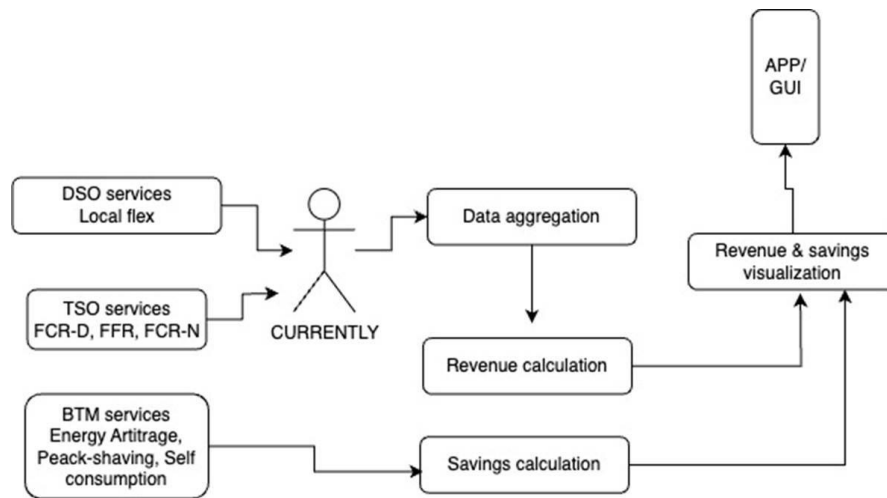 APP/
GUI
DSO services
Local flex
Data aggregation
Revenue & savings
visualization
TSO services
FCR-D, FFR, FCR-N
CURRENTLY
Revenue calculation
BTM services
Energy Artitrage,
Peack-shaving, Self
consumption
Savings calculation